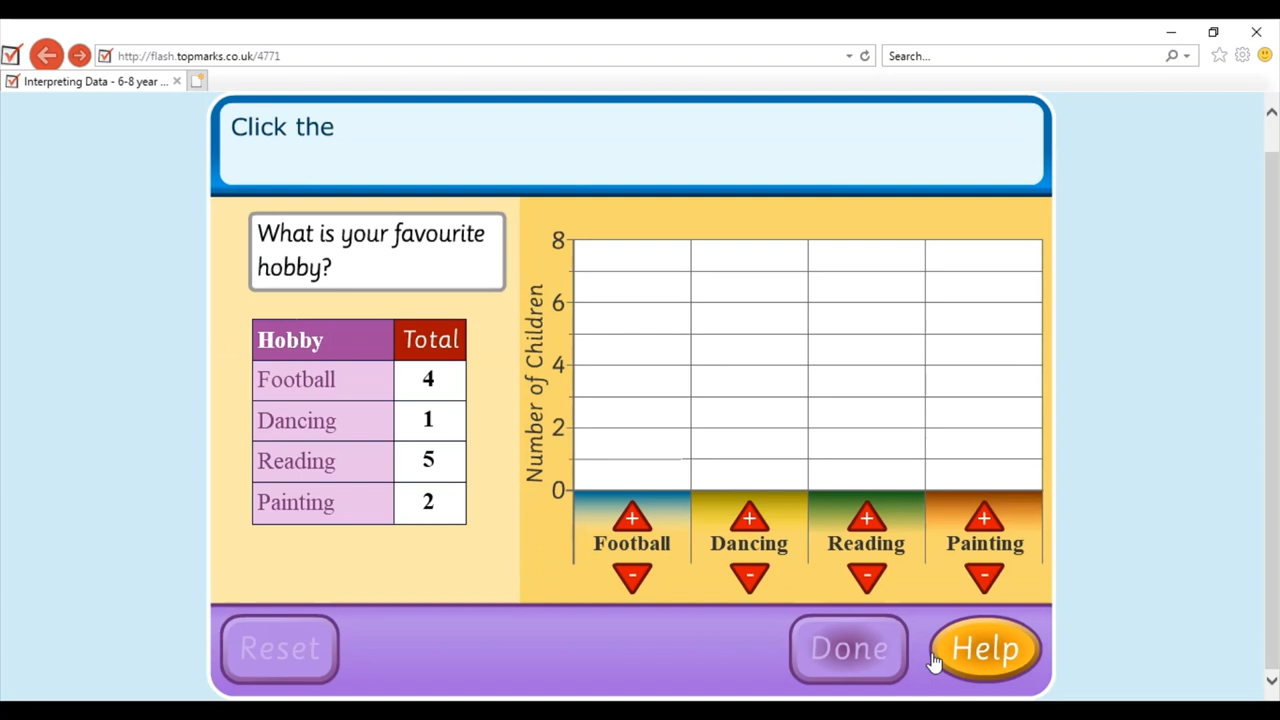 http://flash.topmarks.co.uk/4771
Search...
Interpreting Data - 6-8 year ...
Click the
What is your favourite
hobby?
Hobby Total
Football 4
Dancing 1
Reading 5
Painting 2
Number of Children
8
6
4
2
0
+ + + +
Football Dancing Reading Painting
- - - -
Reset Done Help